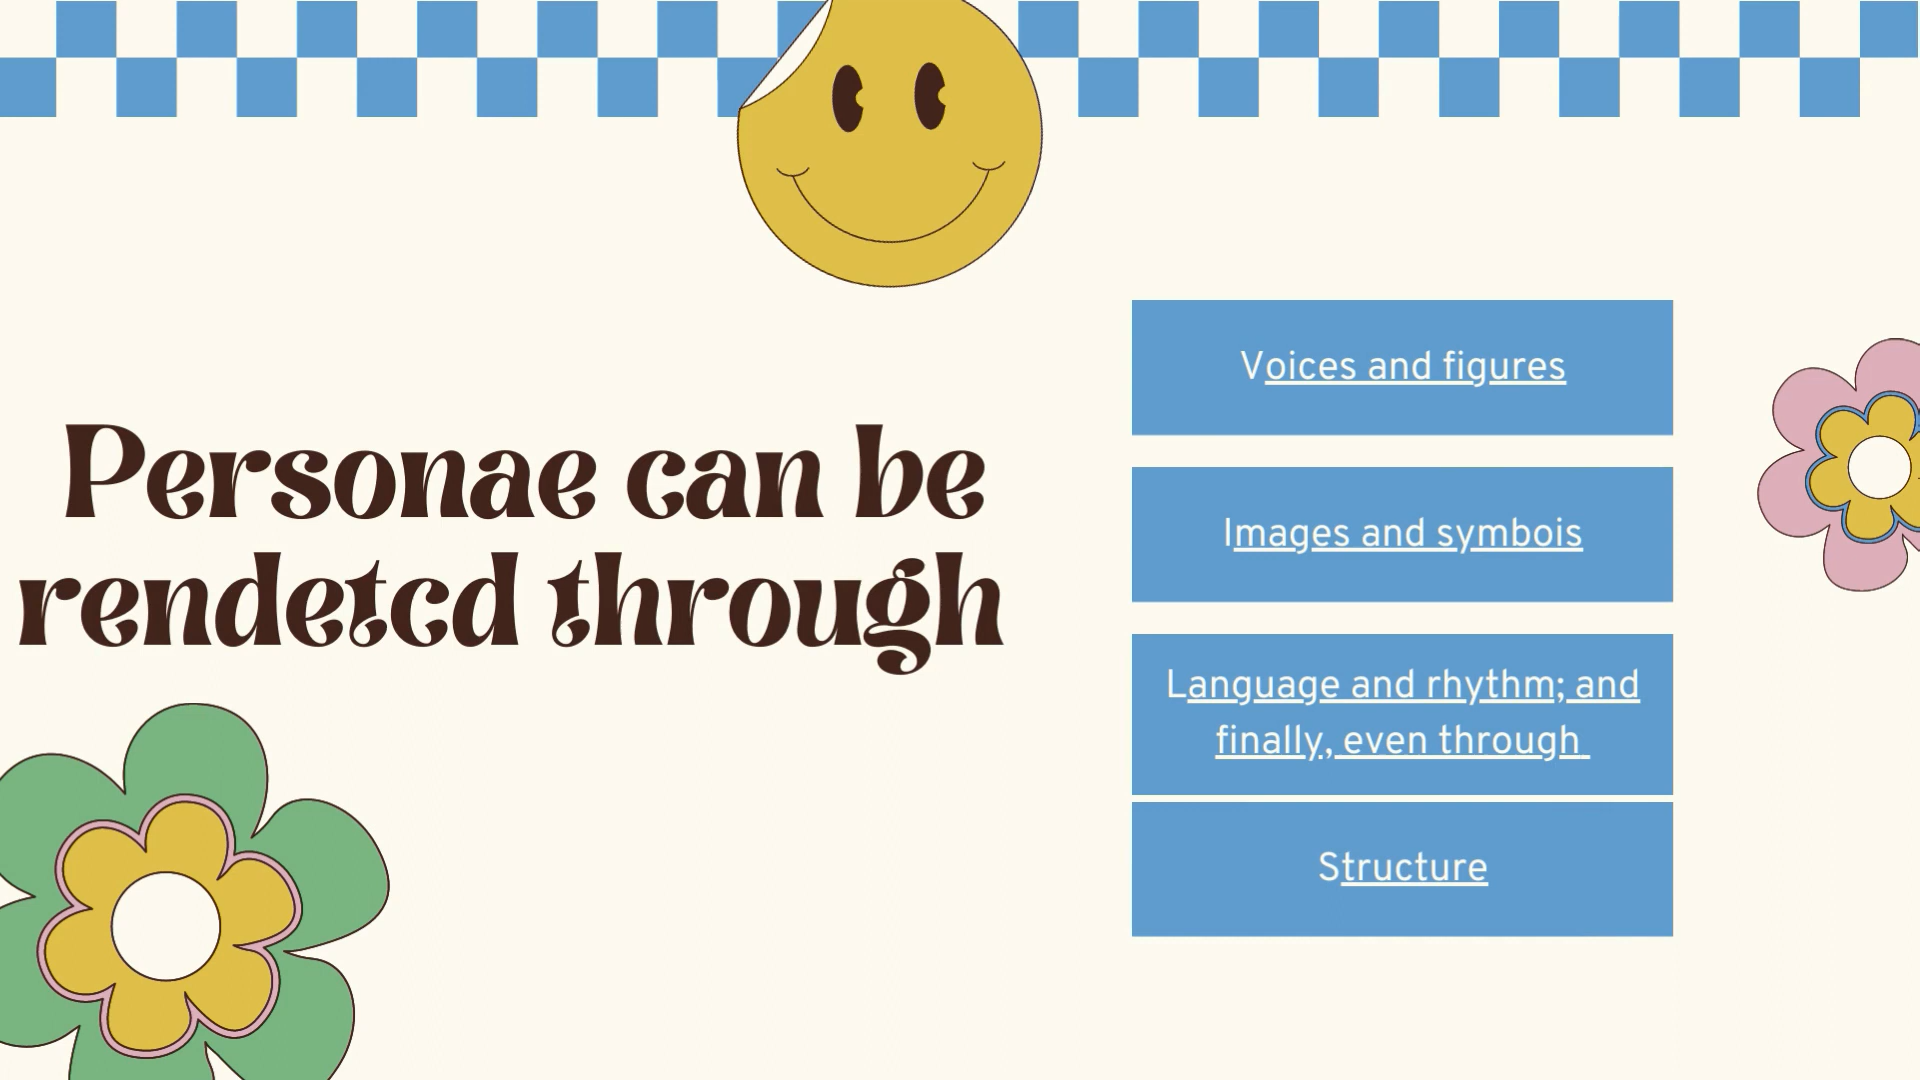 Personae can be
rendetcd through
Voices and figures
Images and symbois
Language and rhythm; and
finally, even through
Structure